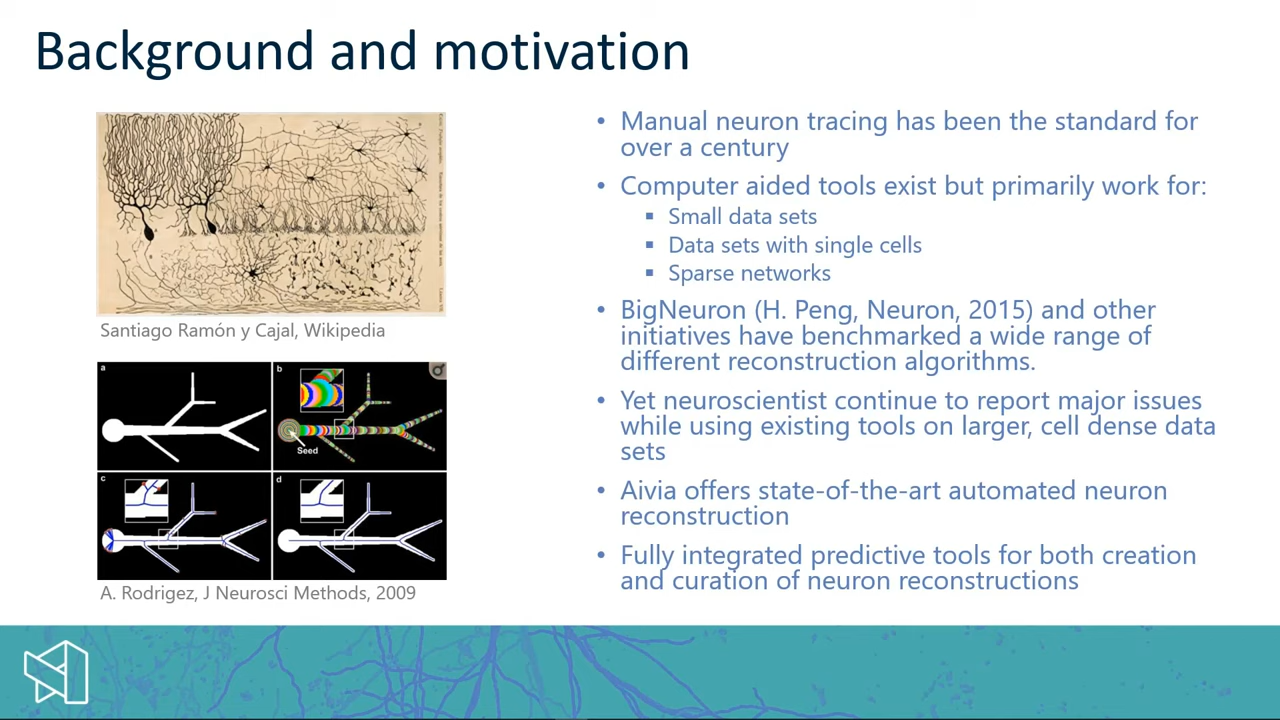 Background and motivation
Santiago Ramón y Cajal, Wikipedia
a
b
Seed
c
d
A. Rodrigez, J Neurosci Methods, 2009
• Manual neuron tracing has been the standard for
over a century
• Computer aided tools exist but primarily work for:
▪ Small data sets
▪ Data sets with single cells
▪ Sparse networks
• BigNeuron (H. Peng, Neuron, 2015) and other
initiatives have benchmarked a wide range of
different reconstruction algorithms.
• Yet neuroscientist continue to report major issues
while using existing tools on larger, cell dense data
sets
• Aivia offers state-of-the-art automated neuron
reconstruction
• Fully integrated predictive tools for both creation
and curation of neuron reconstructions